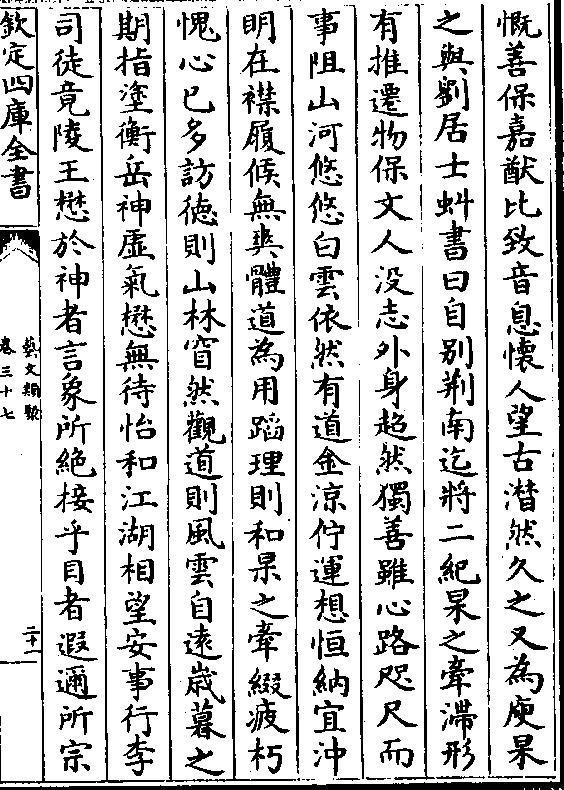 慨善保嘉猷比致音息懷人望古潛然久之又為庾杲
之與劉居士虯書曰自别荆南迄將二紀杲之牽滯形
有推遷物保文人没志外身超然獨善雖心路咫尺而
事阻山河悠悠白雲依然有道金涼佇運想恒納宜沖
明在襟履候無爽體道為用蹈理則和杲之牽綴疲朽
愧心已多訪徳則山林窅然觀道則風雲自遠歲暮之
期指塗衡岳神虛氣懋無待怡和江湖相望安事行李
司徒竟陵王懋於神者言象所絶接乎目者遐邇所宗
欽定四庫全書
藝文類聚
卷三十七
二十一